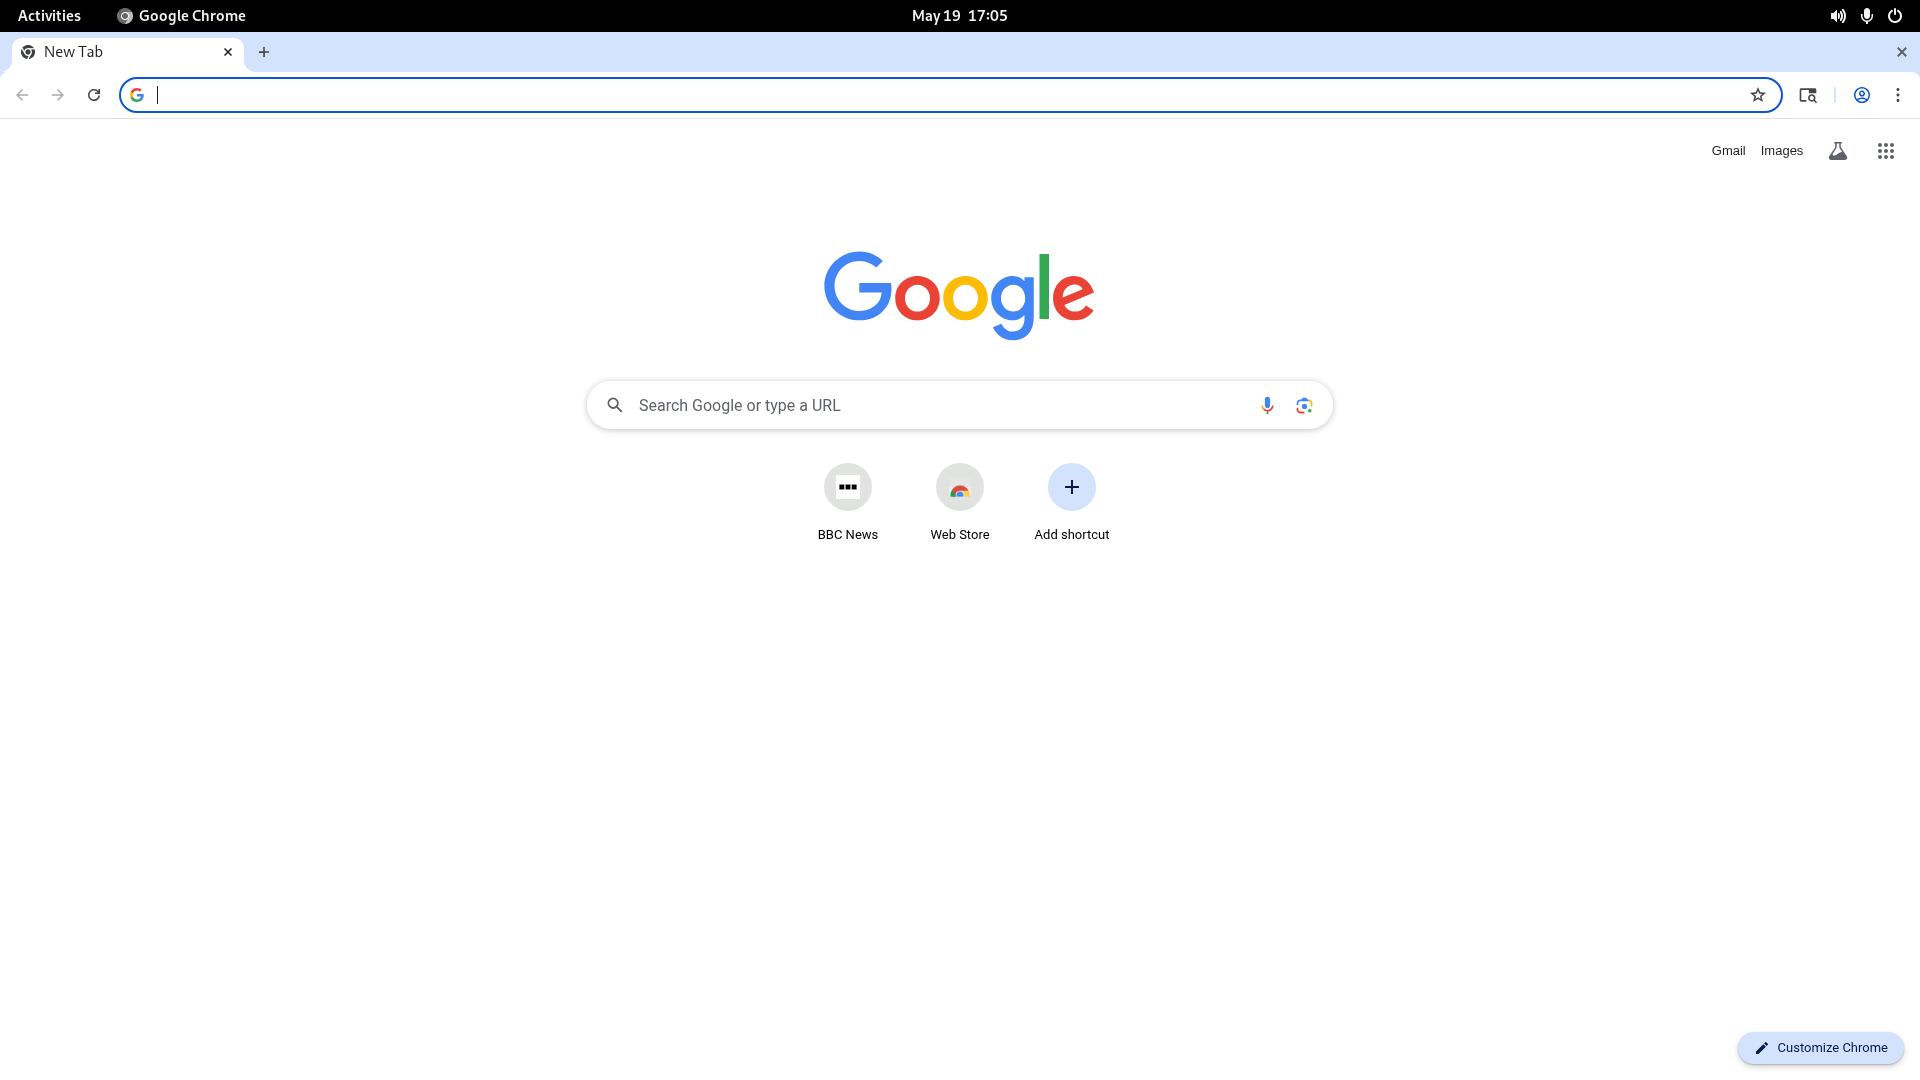 Activities
Google Chrome
May 19 17:05
New Tab
Gmail
Images
Google
Search Google or type a URL
BBC News
Web Store
Add shortcut
Customize Chrome